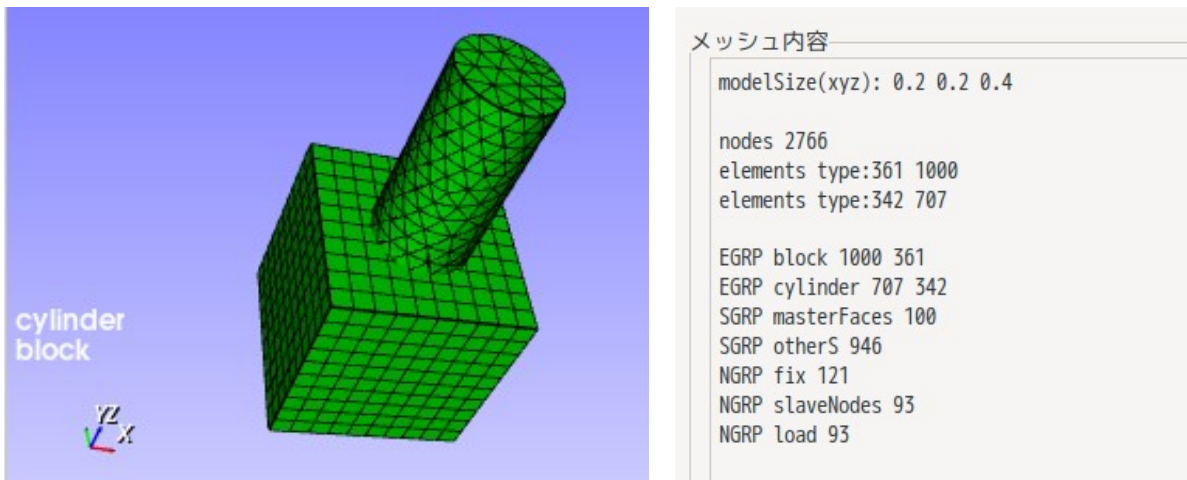 cylinder
block
YZ
X
メッシュ内容
modelSize(xyz): 0.2 0.2 0.4
nodes 2766
elements type:361 1000
elements type:342 707
EGRP block 1000 361
EGRP cylinder 707 342
SGRP masterFaces 100
SGRP otherS 946
NGRP fix 121
NGRP slaveNodes 93
NGRP load 93